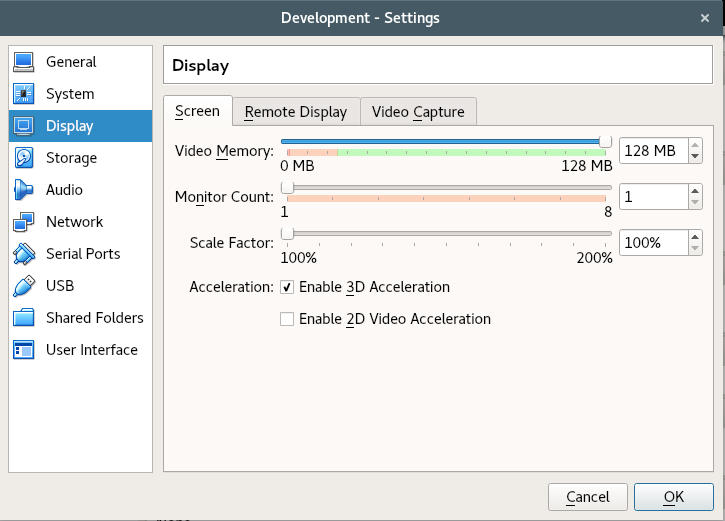 Development - Settings
General
System
Display
Storage
Audio
Network
Serial Ports
USB
Shared Folders
User Interface
Display
Screen Remote Display Video Capture
Video Memory: 128 MB
0 MB 128 MB
Monitor Count: 1
1 8
Scale Factor: 100%
100% 200%
Acceleration: Enable 3D Acceleration
Enable 2D Video Acceleration
Cancel OK